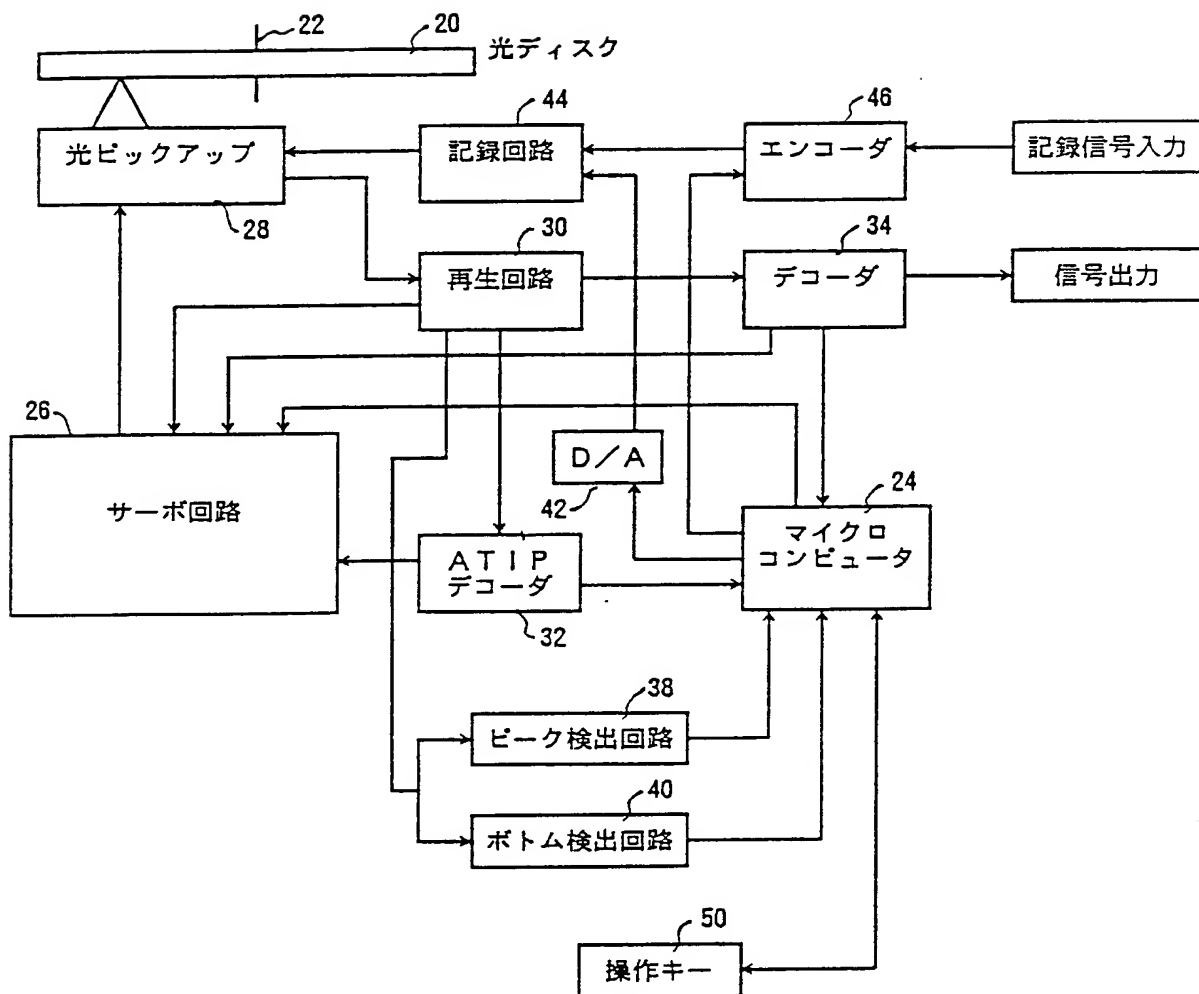 22
20
光ディスク
44
46
光ピックアップ
記録回路
エンコーダ
記録信号入力
28
30
34
再生回路
デコーダ
信号出力
26
D/A
42
24
サーボ回路
マイクロ
コンピュータ
ATIP
デコーダ
32
38
ピーク検出回路
40
ボトム検出回路
50
操作キー